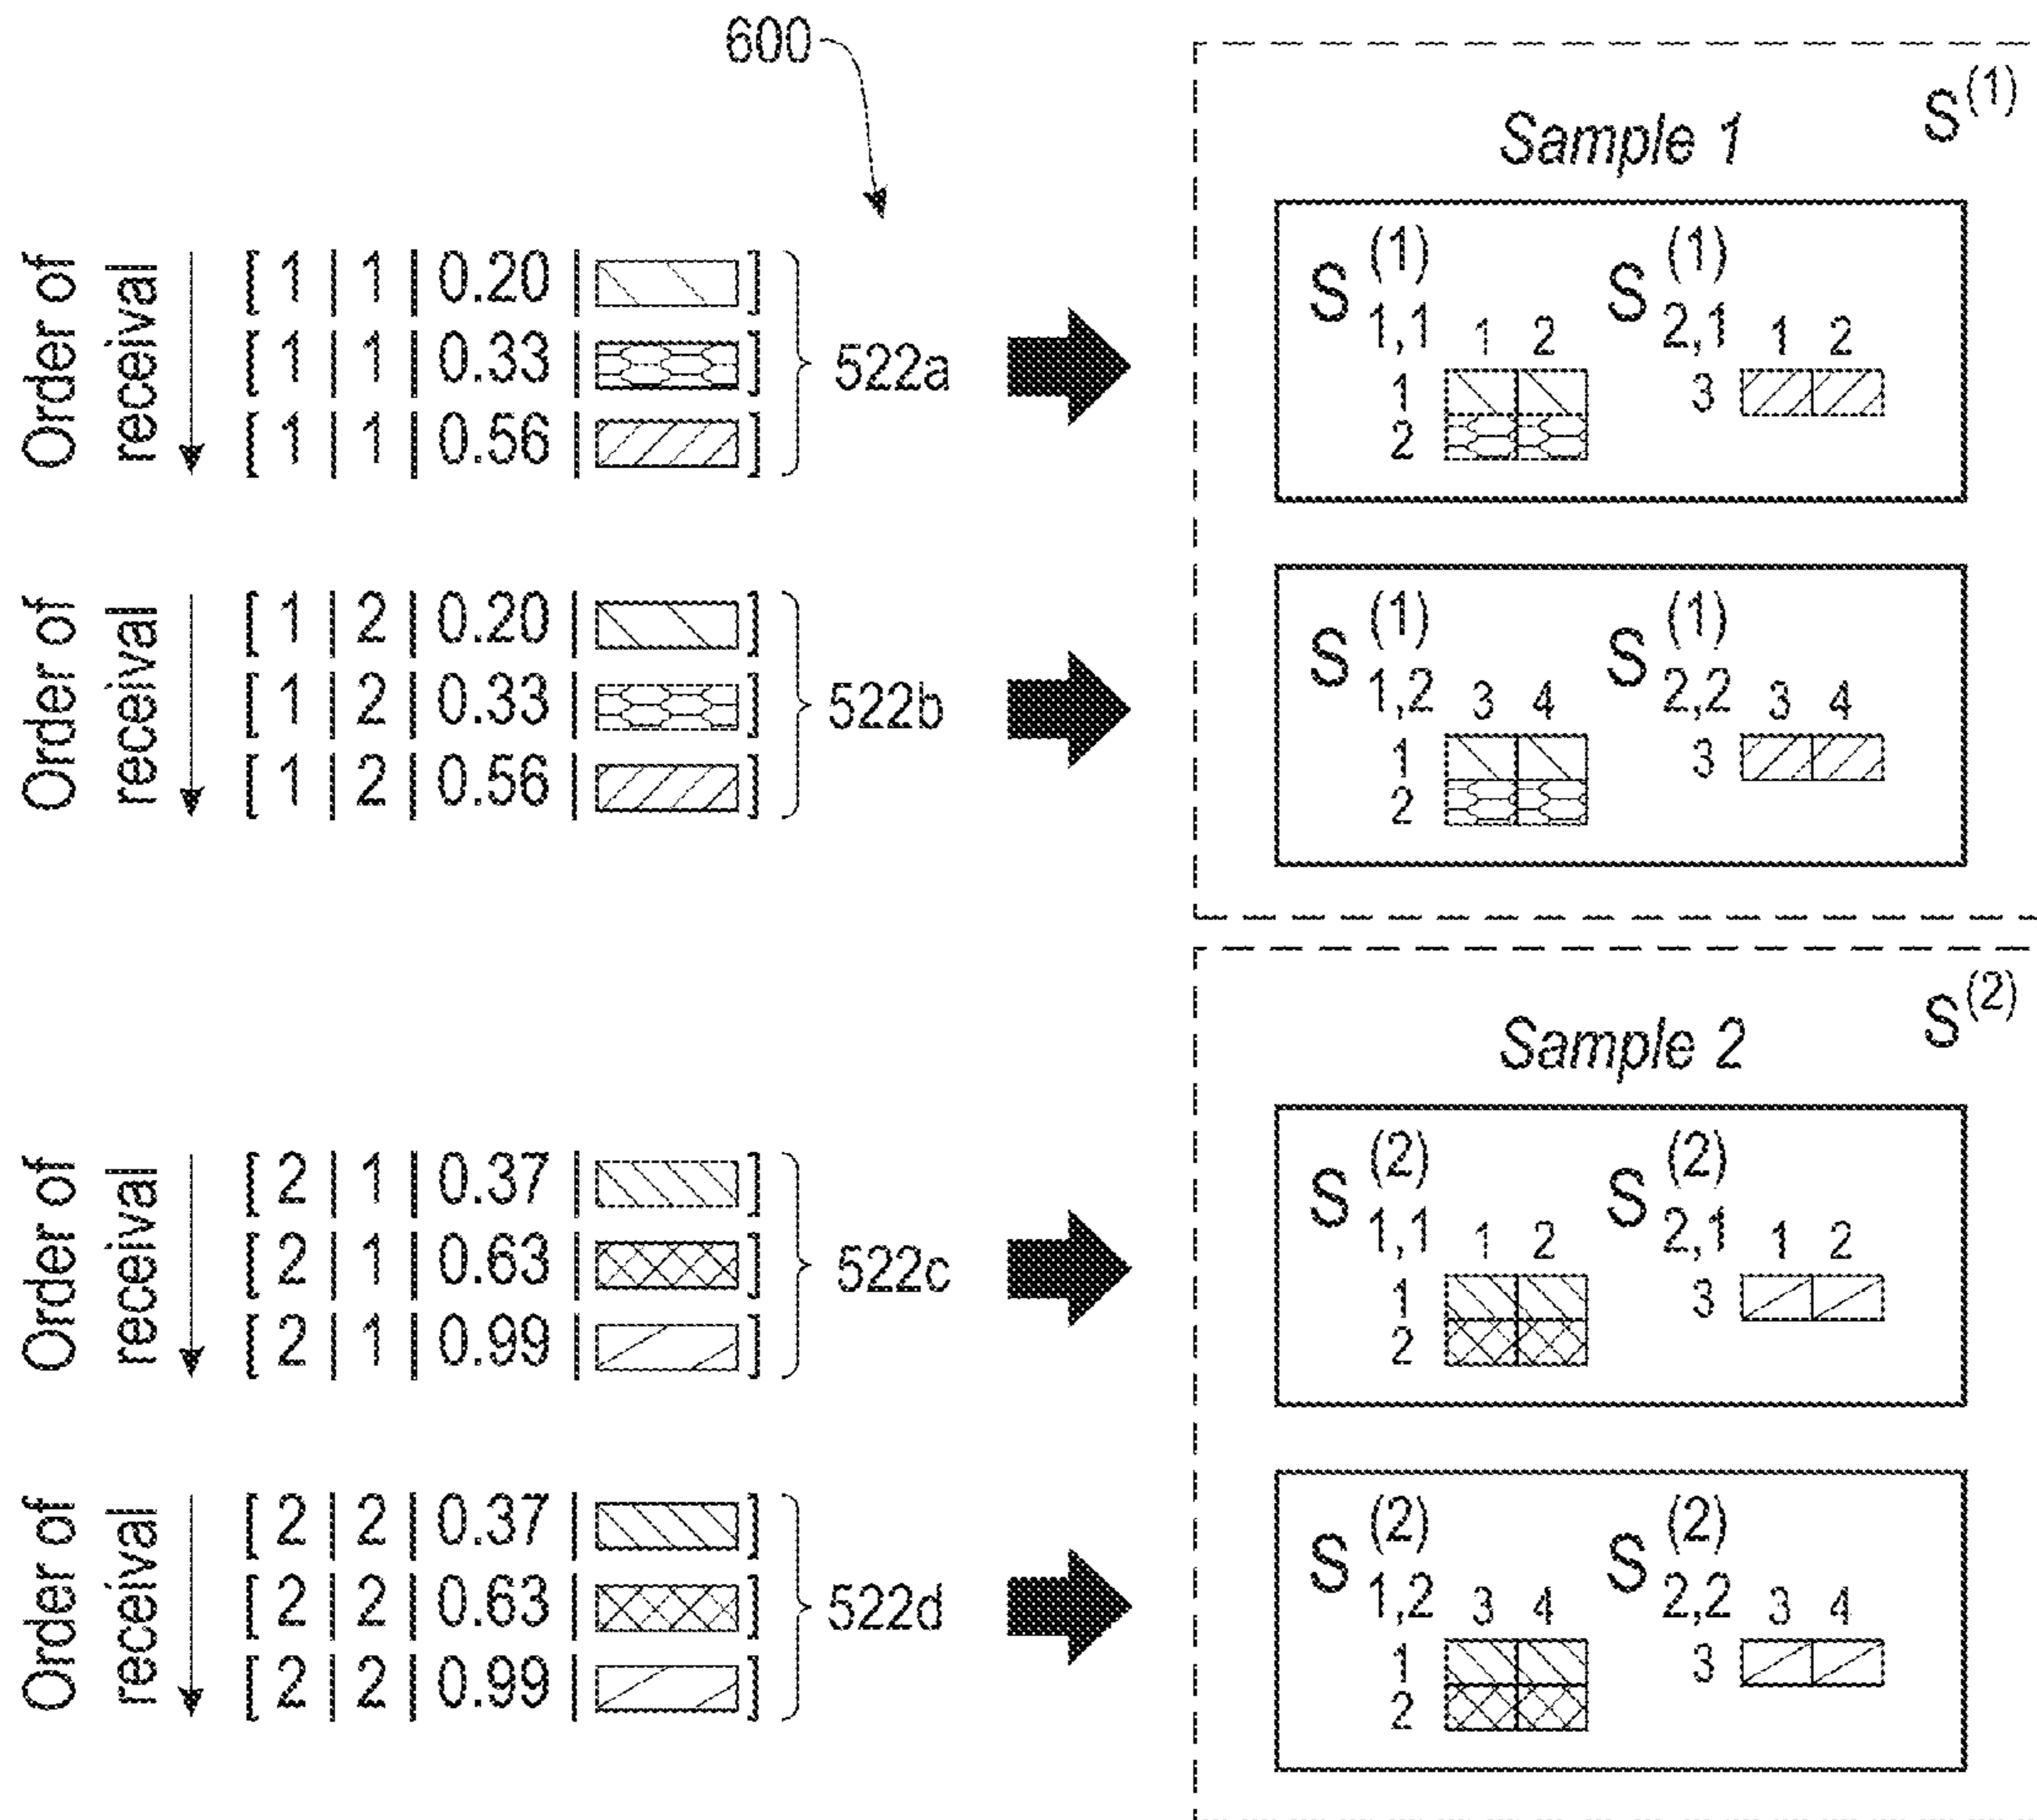 600
Order of
receival
[ 1 | 1 | 0.20 | ]
[ 1 | 1 | 0.33 | ]
[ 1 | 1 | 0.56 | ]
522a
Order of
receival
[ 1 | 2 | 0.20 | ]
[ 1 | 2 | 0.33 | ]
[ 1 | 2 | 0.56 | ]
522b
Order of
receival
[ 2 | 1 | 0.37 | ]
[ 2 | 1 | 0.63 | ]
[ 2 | 1 | 0.99 | ]
522c
Order of
receival
[ 2 | 2 | 0.37 | ]
[ 2 | 2 | 0.63 | ]
[ 2 | 2 | 0.99 | ]
522d
S(1)
Sample 1
S(1)1,1
1 2
1
2
S(1)2,1
1 2
3
S(1)1,2
3 4
1
2
S(1)2,2
3 4
3
S(2)
Sample 2
S(2)1,1
1 2
1
2
S(2)2,1
1 2
3
S(2)1,2
3 4
1
2
S(2)2,2
3 4
3